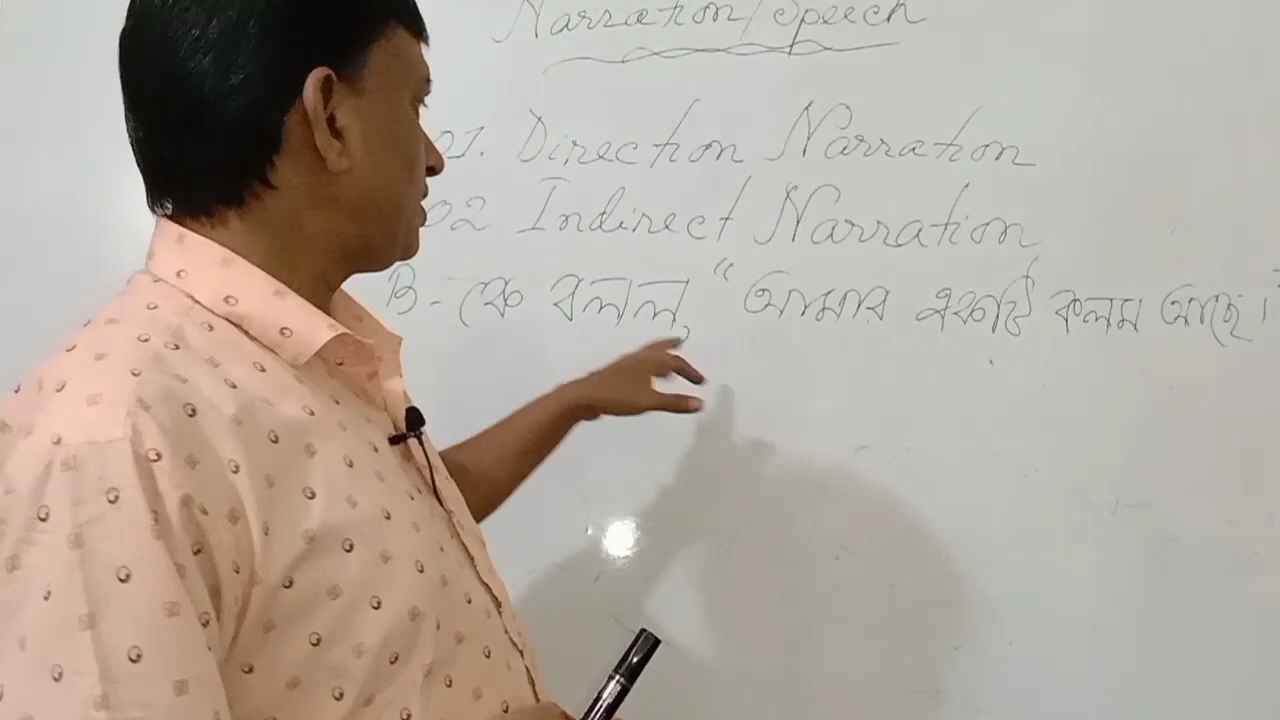 Narration/Speech
01. Direction Narration
02 Indirect Narration
B - কে বলল, “আমার একটি কলম আছে।”